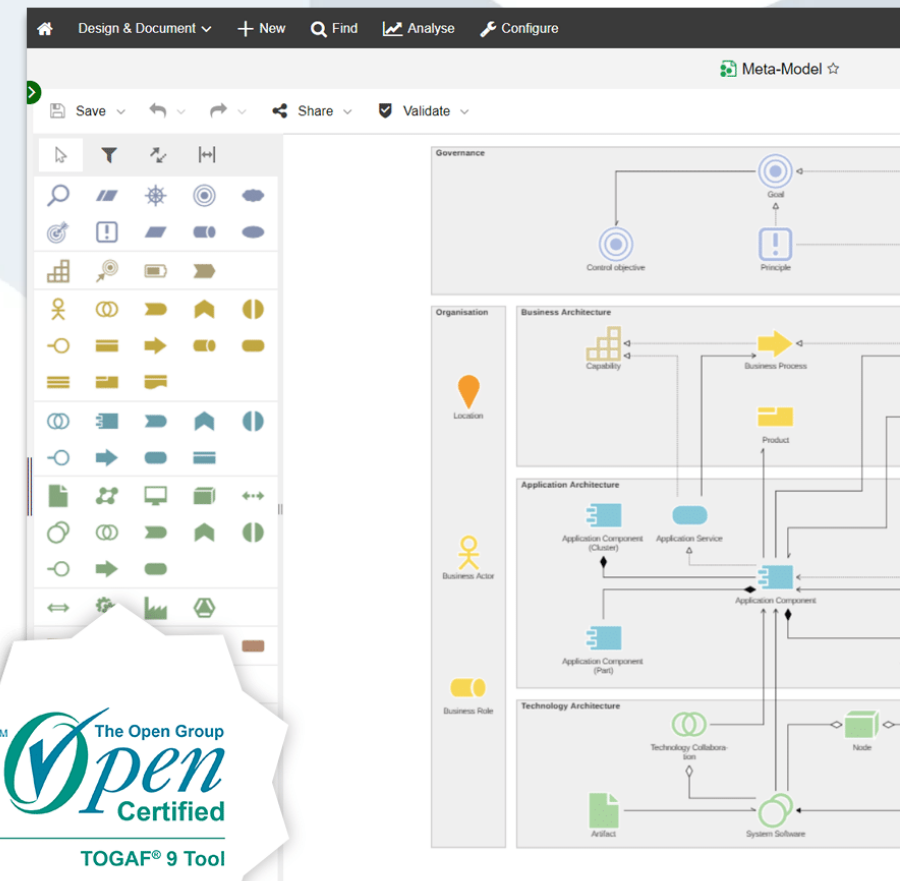 Design & Document
New
Find
Analyse
Configure
Meta-Model
Save
Share
Validate
Governance
Goal
Control objective
Principle
Organisation
Business Architecture
Capability
Business Process
Location
Product
Application Architecture
Application Component
(Cluster)
Application Service
Business Actor
Application Component
Application Component
(Part)
Business Role
Technology Architecture
Technology Collabora-
tion
Node
Artifact
System Software
M
The Open Group
Open
Certified
TOGAF® 9 Tool